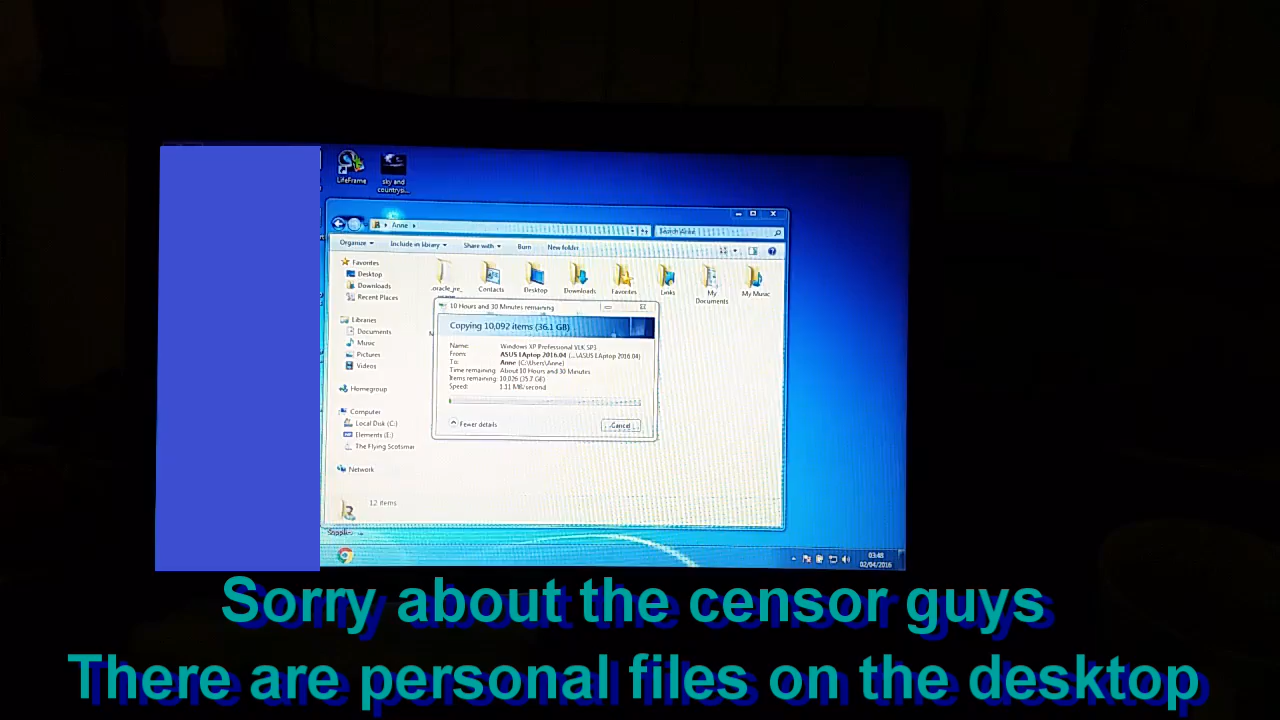 LifeFrame
sky and
countrysi...
Anne
Search Anne
Organize
Include in library
Share with
Burn
New folder
Favorites
Desktop
Downloads
Recent Places
Libraries
Documents
Music
Pictures
Videos
Homegroup
Computer
Local Disk (C:)
Elements (E:)
The Flying Scotsmar
Network
.oracle_jre_
Contacts
Desktop
Downloads
Favorites
Links
My
Documents
My Music
10 Hours and 30 Minutes remaining
Copying 10,092 items (36.1 GB)
Name: Windows XP Professional VLK SP3
From: ASUS LAptop 2016.04 (...\ASUS LAptop 2016.04)
To: Anne (C:\Users\Anne)
Time remaining: About 10 Hours and 30 Minutes
Items remaining: 10,026 (35.7 GB)
Speed: 1.11 MB/second
Fewer details
Cancel
12 items
Supplies
03:48
02/04/2016
Sorry about the censor guys
There are personal files on the desktop